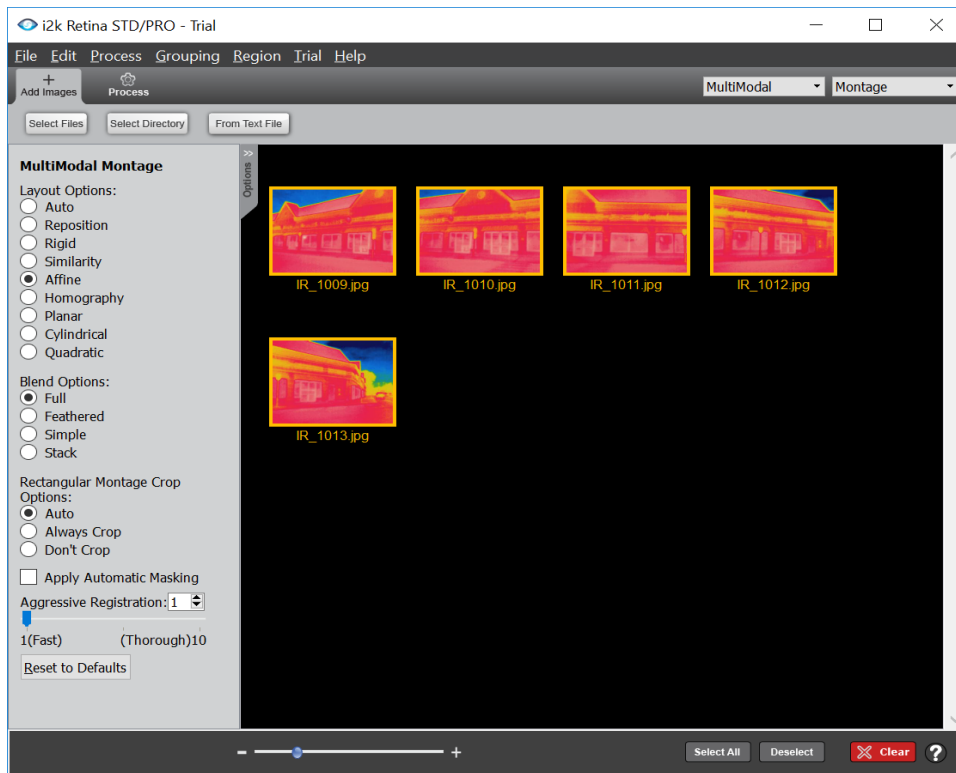 i2k Retina STD/PRO - Trial
File Edit Process Grouping Region Trial Help
+
Add Images
Process
MultiModal
Montage
Select Files
Select Directory
From Text File
MultiModal Montage
Layout Options:
Auto
Reposition
Rigid
Similarity
Affine
Homography
Planar
Cylindrical
Quadratic
Blend Options:
Full
Feathered
Simple
Stack
Rectangular Montage Crop
Options:
Auto
Always Crop
Don't Crop
Apply Automatic Masking
Aggressive Registration: 1
1(Fast) (Thorough)10
Reset to Defaults
>>
Options
IR_1009.jpg
IR_1010.jpg
IR_1011.jpg
IR_1012.jpg
IR_1013.jpg
- +
Select All
Deselect
Clear
?